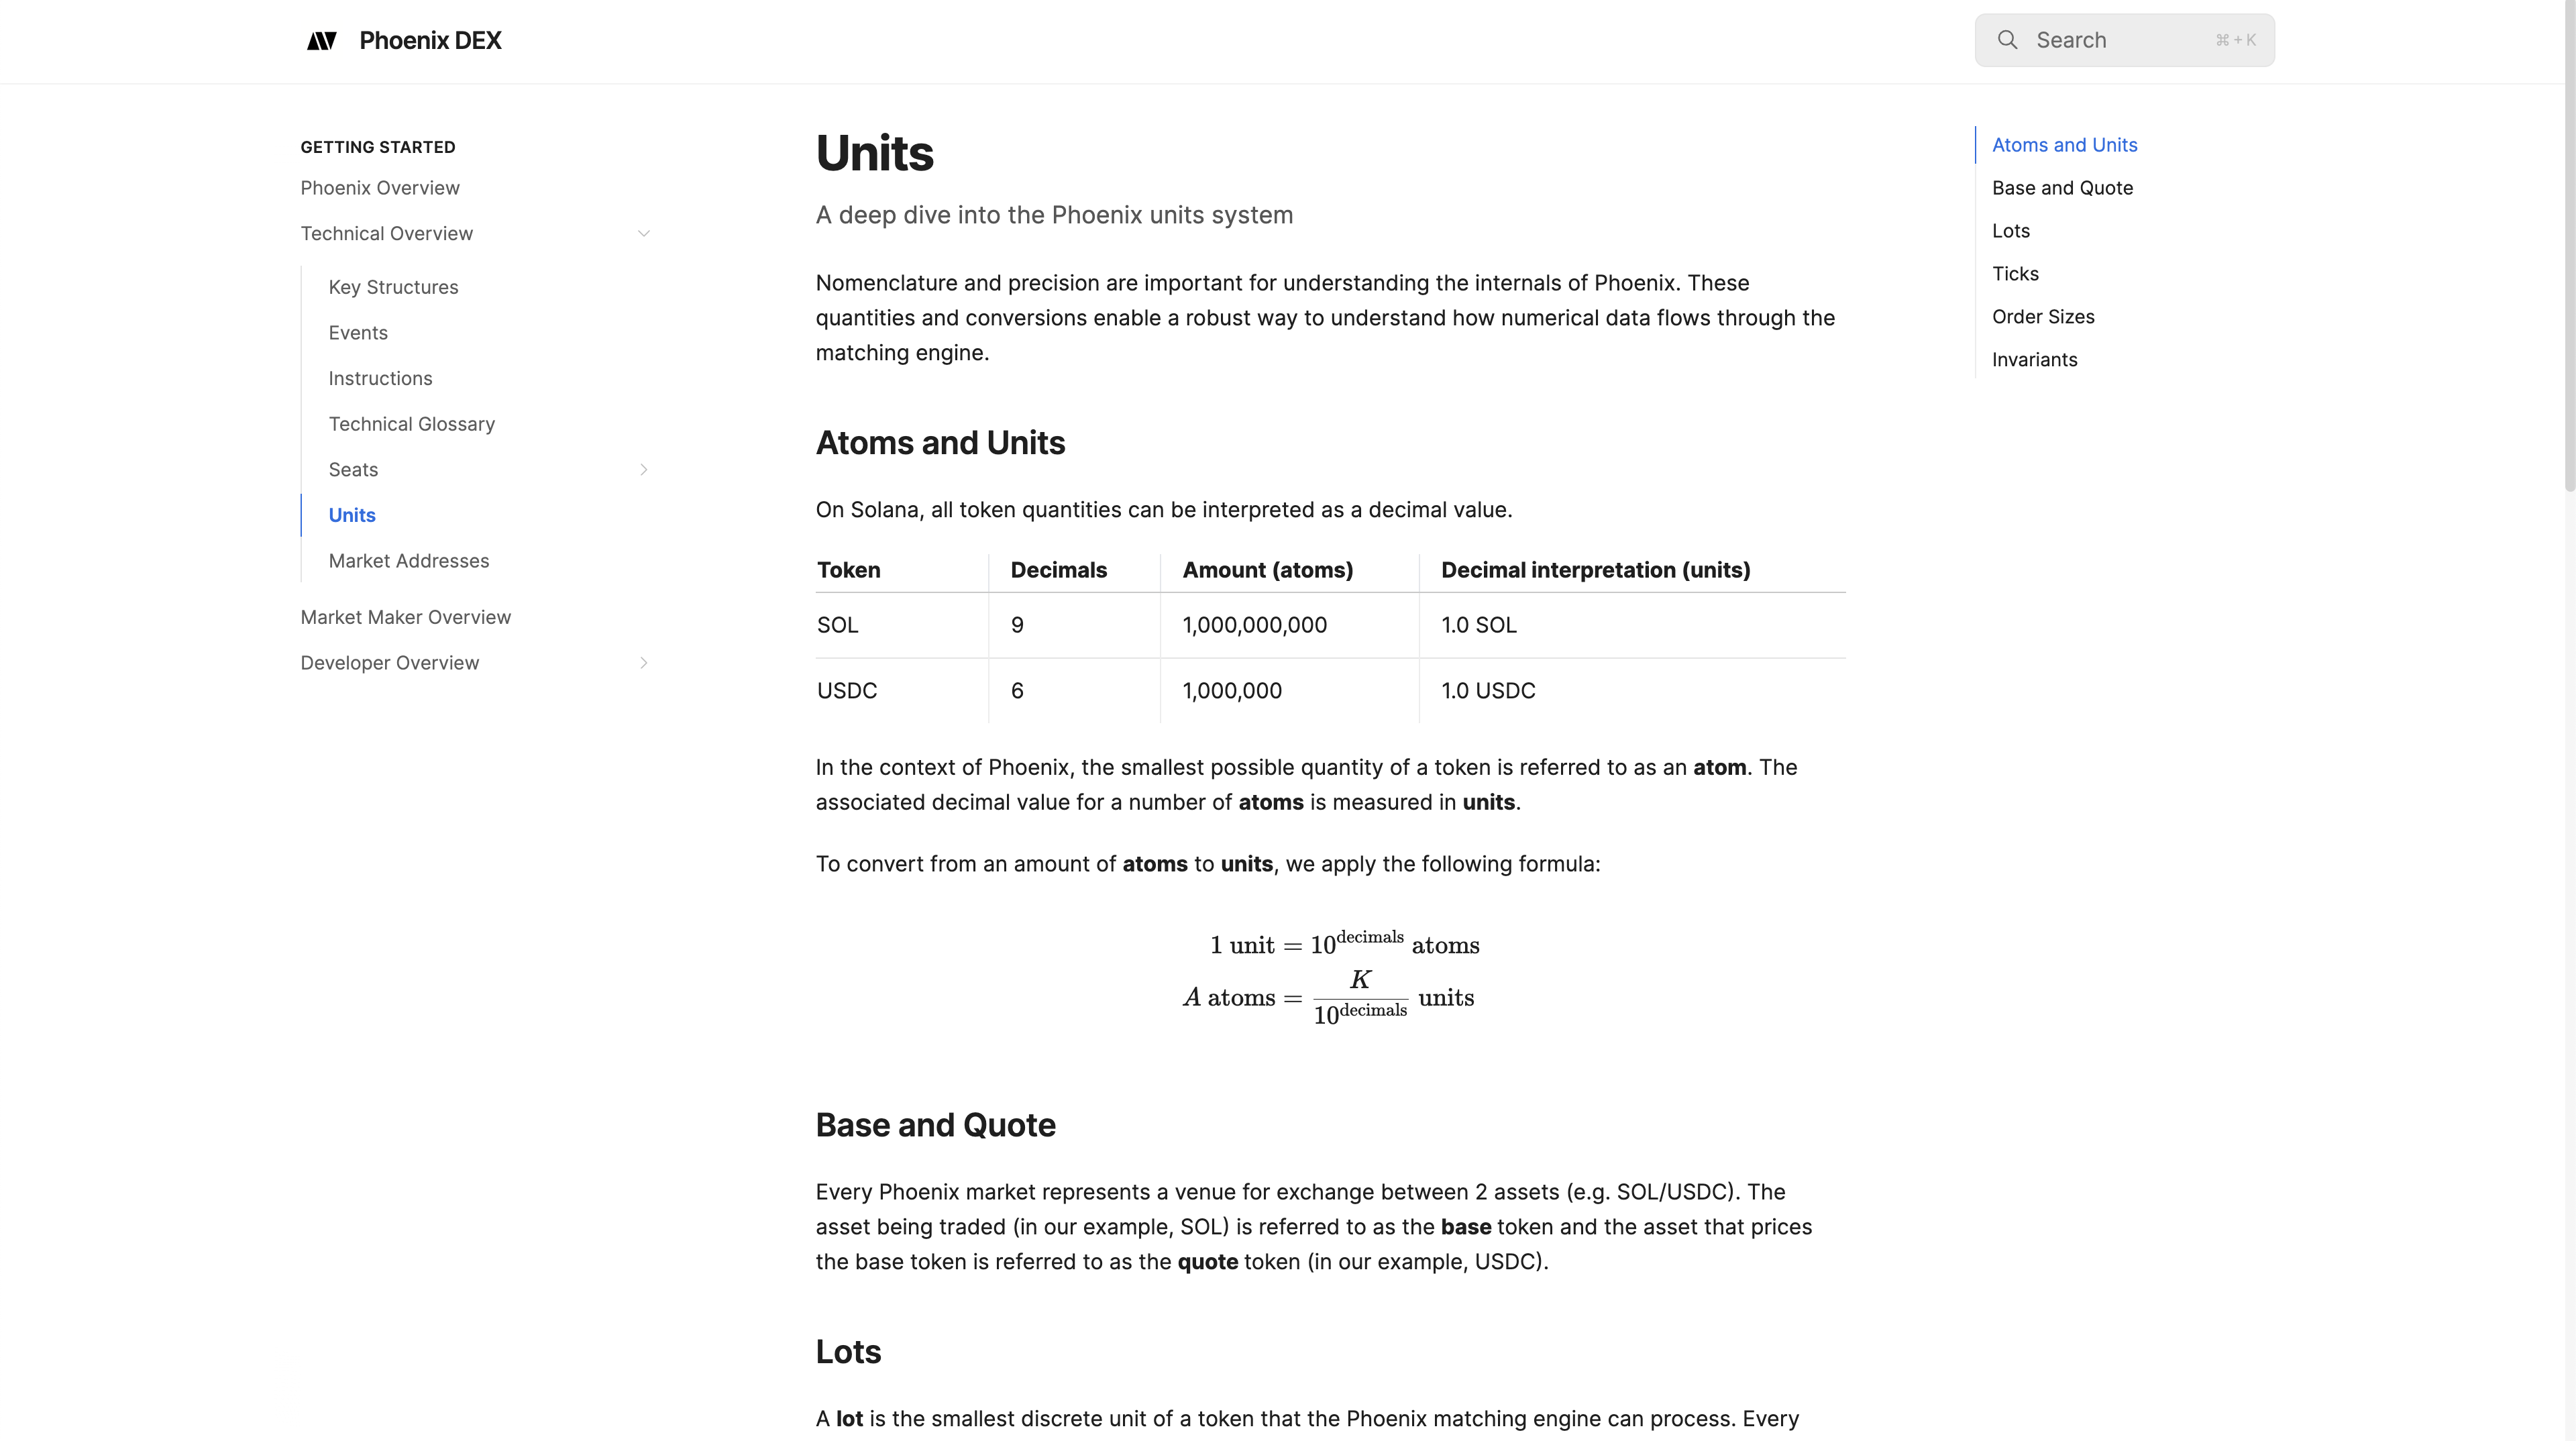 Phoenix DEX
Search
⌘ + K
GETTING STARTED
Phoenix Overview
Technical Overview
Key Structures
Events
Instructions
Technical Glossary
Seats
Units
Market Addresses
Market Maker Overview
Developer Overview
Units
A deep dive into the Phoenix units system
Nomenclature and precision are important for understanding the internals of Phoenix. These
quantities and conversions enable a robust way to understand how numerical data flows through the
matching engine.
Atoms and Units
On Solana, all token quantities can be interpreted as a decimal value.
Token Decimals Amount (atoms) Decimal interpretation (units)
SOL 9 1,000,000,000 1.0 SOL
USDC 6 1,000,000 1.0 USDC
In the context of Phoenix, the smallest possible quantity of a token is referred to as an atom. The
associated decimal value for a number of atoms is measured in units.
To convert from an amount of atoms to units, we apply the following formula:
1 unit = 10^decimals atoms
A atoms = K / 10^decimals units
Base and Quote
Every Phoenix market represents a venue for exchange between 2 assets (e.g. SOL/USDC). The
asset being traded (in our example, SOL) is referred to as the base token and the asset that prices
the base token is referred to as the quote token (in our example, USDC).
Lots
A lot is the smallest discrete unit of a token that the Phoenix matching engine can process. Every
Atoms and Units
Base and Quote
Lots
Ticks
Order Sizes
Invariants